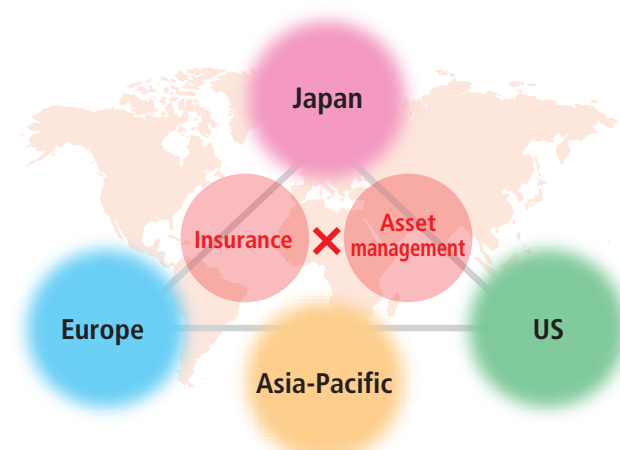 Japan
Insurance
×
Asset
management
Europe
US
Asia-Pacific